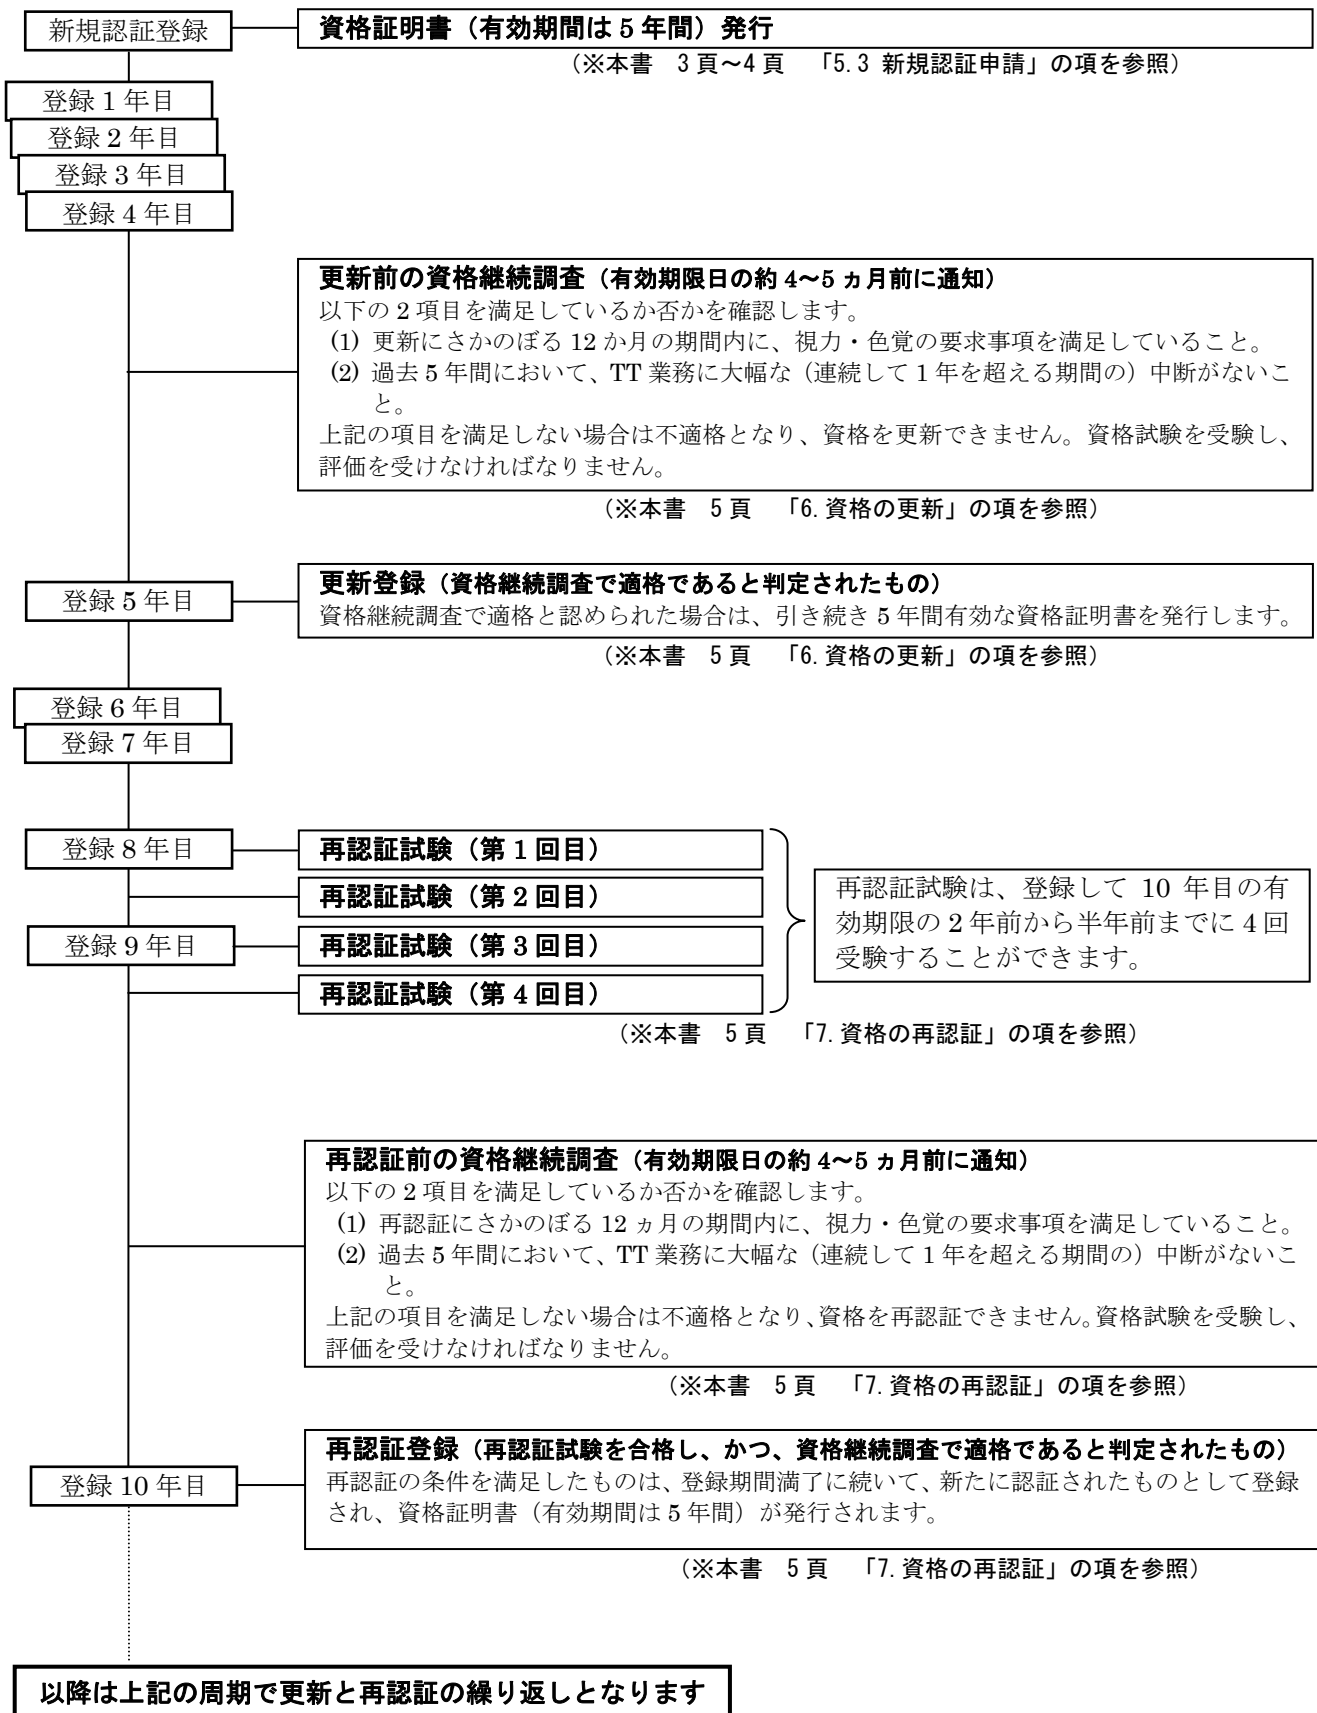 新規認証登録
資格証明書（有効期間は 5 年間）発行
（※本書　3 頁～4 頁　「5.3 新規認証申請」の項を参照）
登録 1 年目
登録 2 年目
登録 3 年目
登録 4 年目
更新前の資格継続調査（有効期限日の約 4～5 ヵ月前に通知）
以下の 2 項目を満足しているか否かを確認します。
(1) 更新にさかのぼる 12 か月の期間内に、視力・色覚の要求事項を満足していること。
(2) 過去 5 年間において、TT 業務に大幅な（連続して 1 年を超える期間の）中断がないこ
と。
上記の項目を満足しない場合は不適格となり、資格を更新できません。資格試験を受験し、
評価を受けなければなりません。
（※本書　5 頁　「6. 資格の更新」の項を参照）
登録 5 年目
更新登録（資格継続調査で適格であると判定されたもの）
資格継続調査で適格と認められた場合は、引き続き 5 年間有効な資格証明書を発行します。
（※本書　5 頁　「6. 資格の更新」の項を参照）
登録 6 年目
登録 7 年目
登録 8 年目
再認証試験（第 1 回目）
再認証試験（第 2 回目）
登録 9 年目
再認証試験（第 3 回目）
再認証試験（第 4 回目）
再認証試験は、登録して 10 年目の有
効期限の 2 年前から半年前までに 4 回
受験することができます。
（※本書　5 頁　「7. 資格の再認証」の項を参照）
再認証前の資格継続調査（有効期限日の約 4～5 ヵ月前に通知）
以下の 2 項目を満足しているか否かを確認します。
(1) 再認証にさかのぼる 12 ヵ月の期間内に、視力・色覚の要求事項を満足していること。
(2) 過去 5 年間において、TT 業務に大幅な（連続して 1 年を超える期間の）中断がないこ
と。
上記の項目を満足しない場合は不適格となり、資格を再認証できません。資格試験を受験し、
評価を受けなければなりません。
（※本書　5 頁　「7. 資格の再認証」の項を参照）
登録 10 年目
再認証登録（再認証試験を合格し、かつ、資格継続調査で適格であると判定されたもの）
再認証の条件を満足したものは、登録期間満了に続いて、新たに認証されたものとして登録
され、資格証明書（有効期間は 5 年間）が発行されます。
（※本書　5 頁　「7. 資格の再認証」の項を参照）
以降は上記の周期で更新と再認証の繰り返しとなります